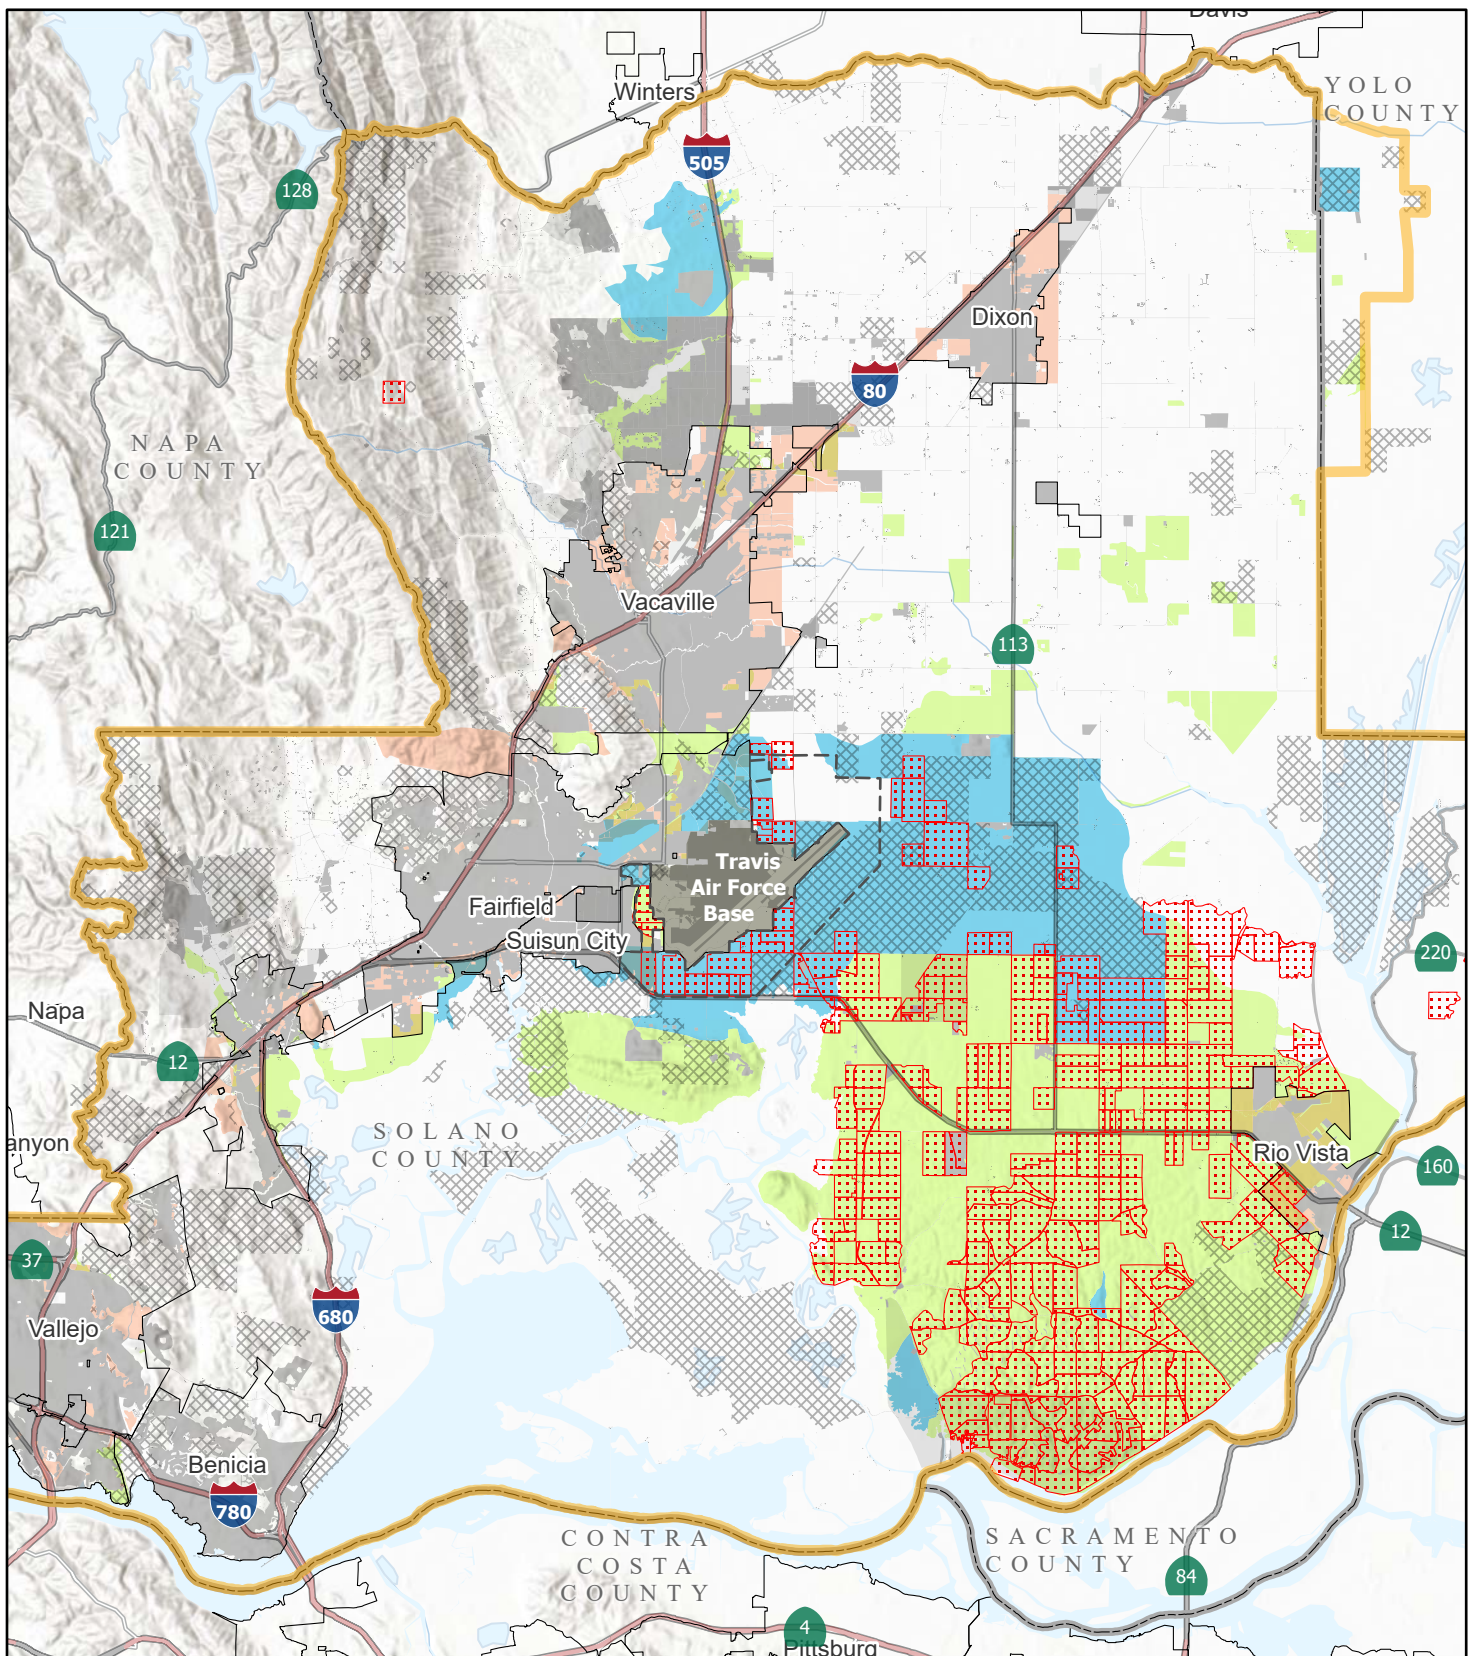 Davis
Winters
YOLO
COUNTY
505
128
Dixon
80
NAPA
COUNTY
121
Vacaville
113
Travis
Air Force
Base
Fairfield
Suisun City
220
Napa
12
SOLANO
COUNTY
anyon
Rio Vista
160
12
37
680
Vallejo
Benicia
780
CONTRA
COSTA
COUNTY
SACRAMENTO
COUNTY
84
4
Pittsburg